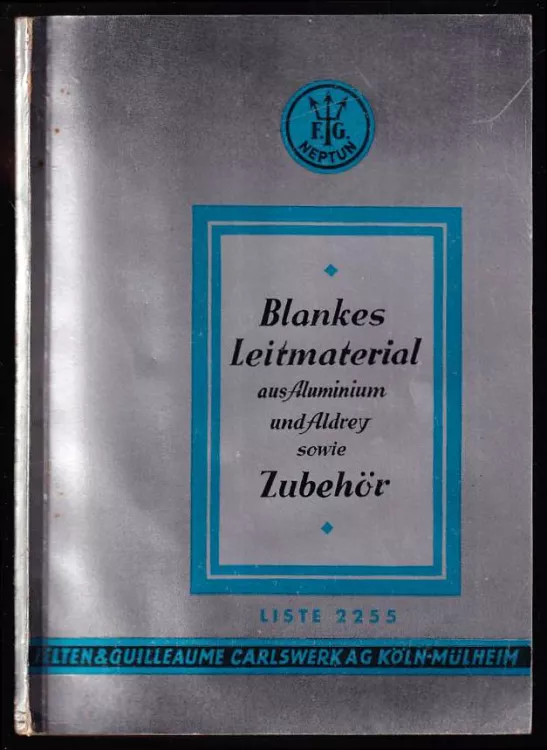 F. G.
NEPTUN
Blankes
Leitmaterial
aus Aluminium
und Aldrey
sowie
Zubehör
LISTE 2255
ELTEN & GUILLEAUME CARLSWERK AG KÖLN-MÜLHEIM